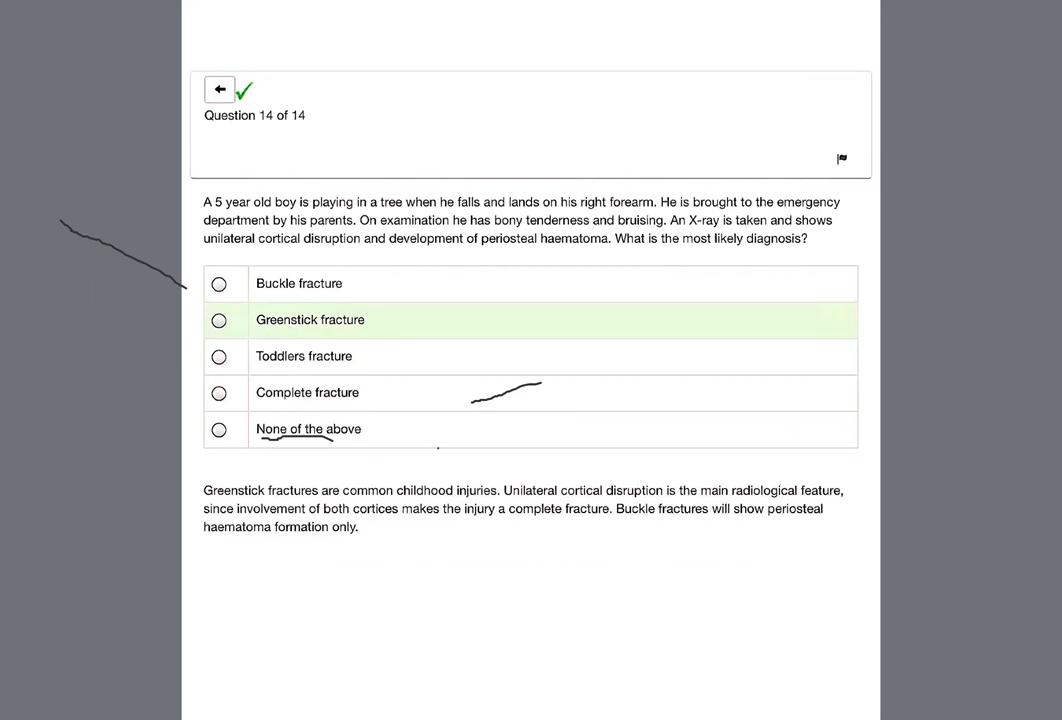 Question 14 of 14
A 5 year old boy is playing in a tree when he falls and lands on his right forearm. He is brought to the emergency
department by his parents. On examination he has bony tenderness and bruising. An X-ray is taken and shows
unilateral cortical disruption and development of periosteal haematoma. What is the most likely diagnosis?
Buckle fracture
Greenstick fracture
Toddlers fracture
Complete fracture
None of the above
Greenstick fractures are common childhood injuries. Unilateral cortical disruption is the main radiological feature,
since involvement of both cortices makes the injury a complete fracture. Buckle fractures will show periosteal
haematoma formation only.